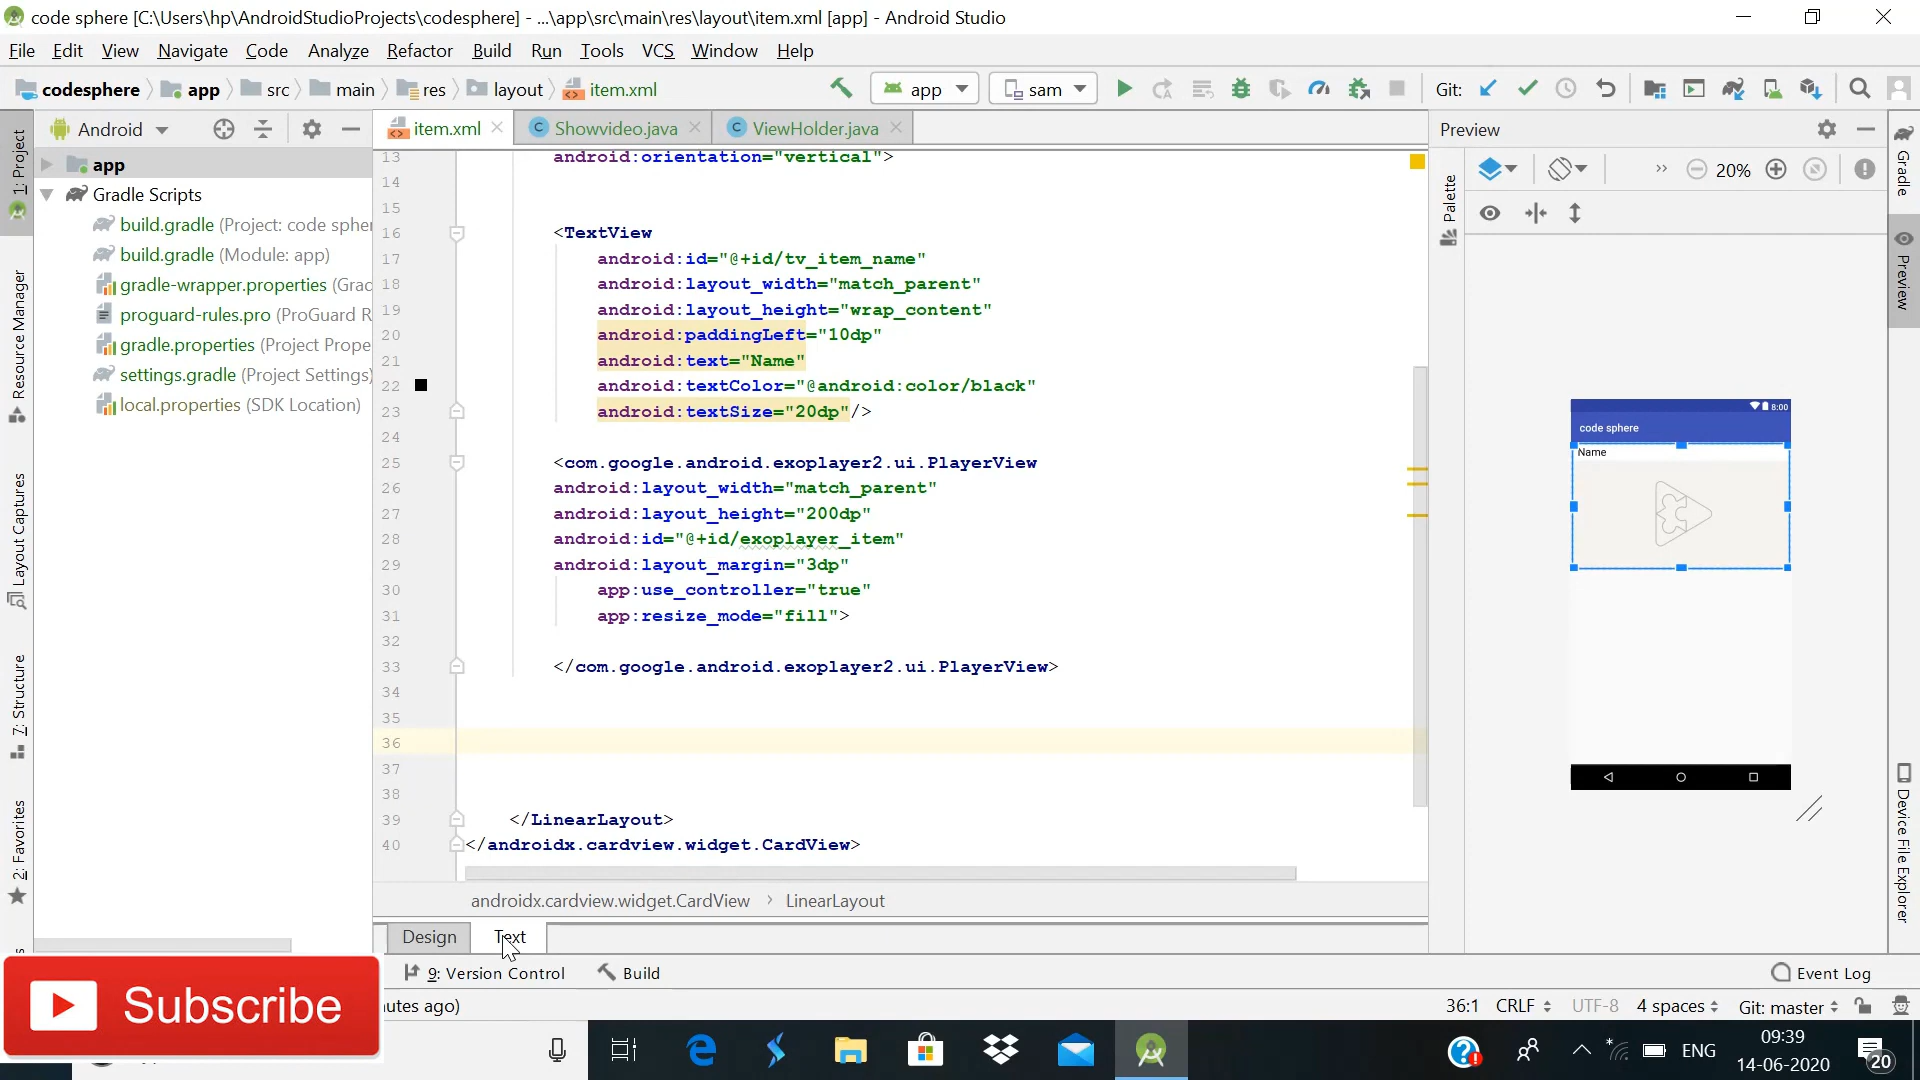 code sphere [C:\Users\hp\AndroidStudioProjects\codesphere] - ...\app\src\main\res\layout\item.xml [app] - Android Studio
File Edit View Navigate Code Analyze Refactor Build Run Tools VCS Window Help
codesphere app src main res layout item.xml app sam Git:
Android
item.xml Showvideo.java ViewHolder.java
Preview
1: Project
Resource Manager
Layout Captures
7: Structure
2: Favorites
app
Gradle Scripts
build.gradle (Project: code spher
build.gradle (Module: app)
gradle-wrapper.properties (Grad
proguard-rules.pro (ProGuard R
gradle.properties (Project Prope
settings.gradle (Project Settings)
local.properties (SDK Location)
13 android:orientation="vertical">
14
15
16 <TextView
17 android:id="@+id/tv_item_name"
18 android:layout_width="match_parent"
19 android:layout_height="wrap_content"
20 android:paddingLeft="10dp"
21 android:text="Name"
22 android:textColor="@android:color/black"
23 android:textSize="20dp"/>
24
25 <com.google.android.exoplayer2.ui.PlayerView
26 android:layout_width="match_parent"
27 android:layout_height="200dp"
28 android:id="@+id/exoplayer_item"
29 android:layout_margin="3dp"
30 app:use_controller="true"
31 app:resize_mode="fill">
32
33 </com.google.android.exoplayer2.ui.PlayerView>
34
35
36
37
38
39 </LinearLayout>
40 </androidx.cardview.widget.CardView>
androidx.cardview.widget.CardView › LinearLayout
Design Text
Palette
20%
8:00
code sphere
Name
Gradle
Preview
Device File Explorer
9: Version Control Build
Event Log
Subscribe
utes ago)
36:1 CRLF UTF-8 4 spaces Git: master
ENG
09:39
14-06-2020
20